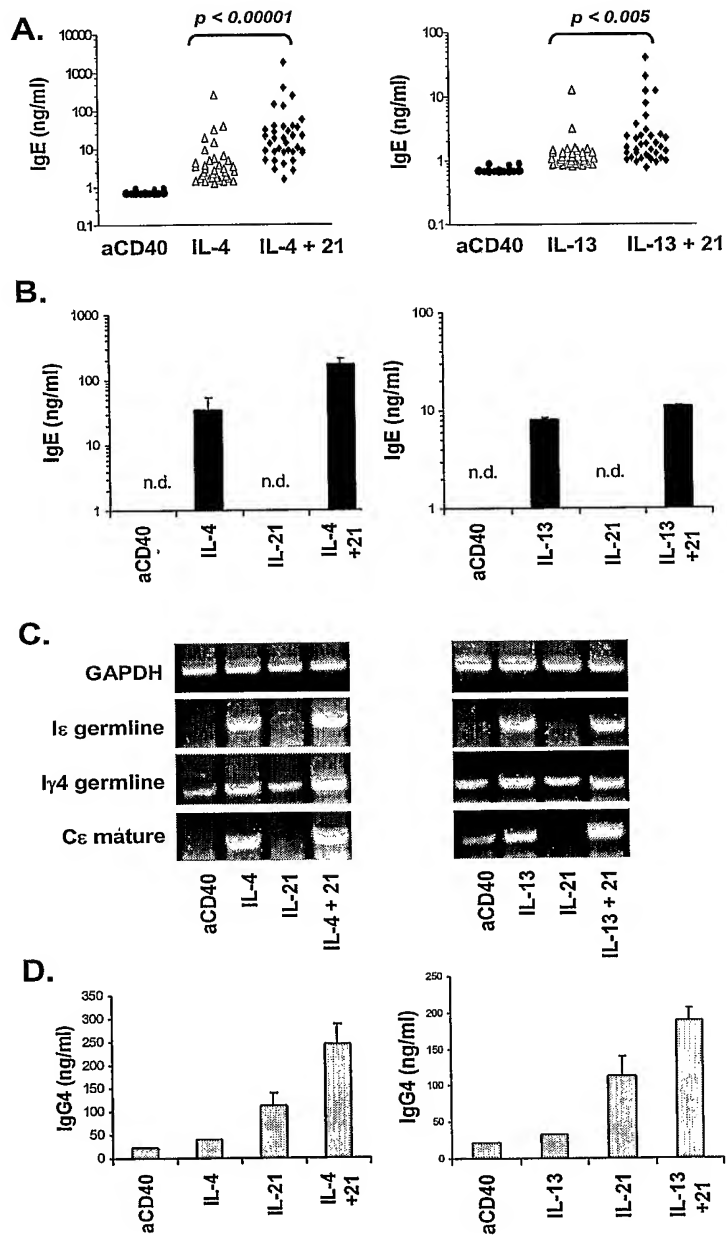 A.
p < 0.00001
IgE (ng/ml)
10000
1000
100
10
1
0.1
aCD40 IL-4 IL-4 + 21
p < 0.005
IgE (ng/ml)
100
10
1
0.1
aCD40 IL-13 IL-13 + 21
B.
IgE (ng/ml)
1000
100
10
1
n.d. n.d.
aCD40 IL-4 IL-21 IL-4 +21
IgE (ng/ml)
100
10
1
n.d. n.d.
aCD40 IL-13 IL-21 IL-13 +21
C.
GAPDH
Iε germline
Iγ4 germline
Cε mature
aCD40 IL-4 IL-21 IL-4 + 21
aCD40 IL-13 IL-21 IL-13 + 21
D.
IgG4 (ng/ml)
350
300
250
200
150
100
50
0
aCD40 IL-4 IL-21 IL-4 +21
IgG4 (ng/ml)
250
200
150
100
50
0
aCD40 IL-13 IL-21 IL-13 +21